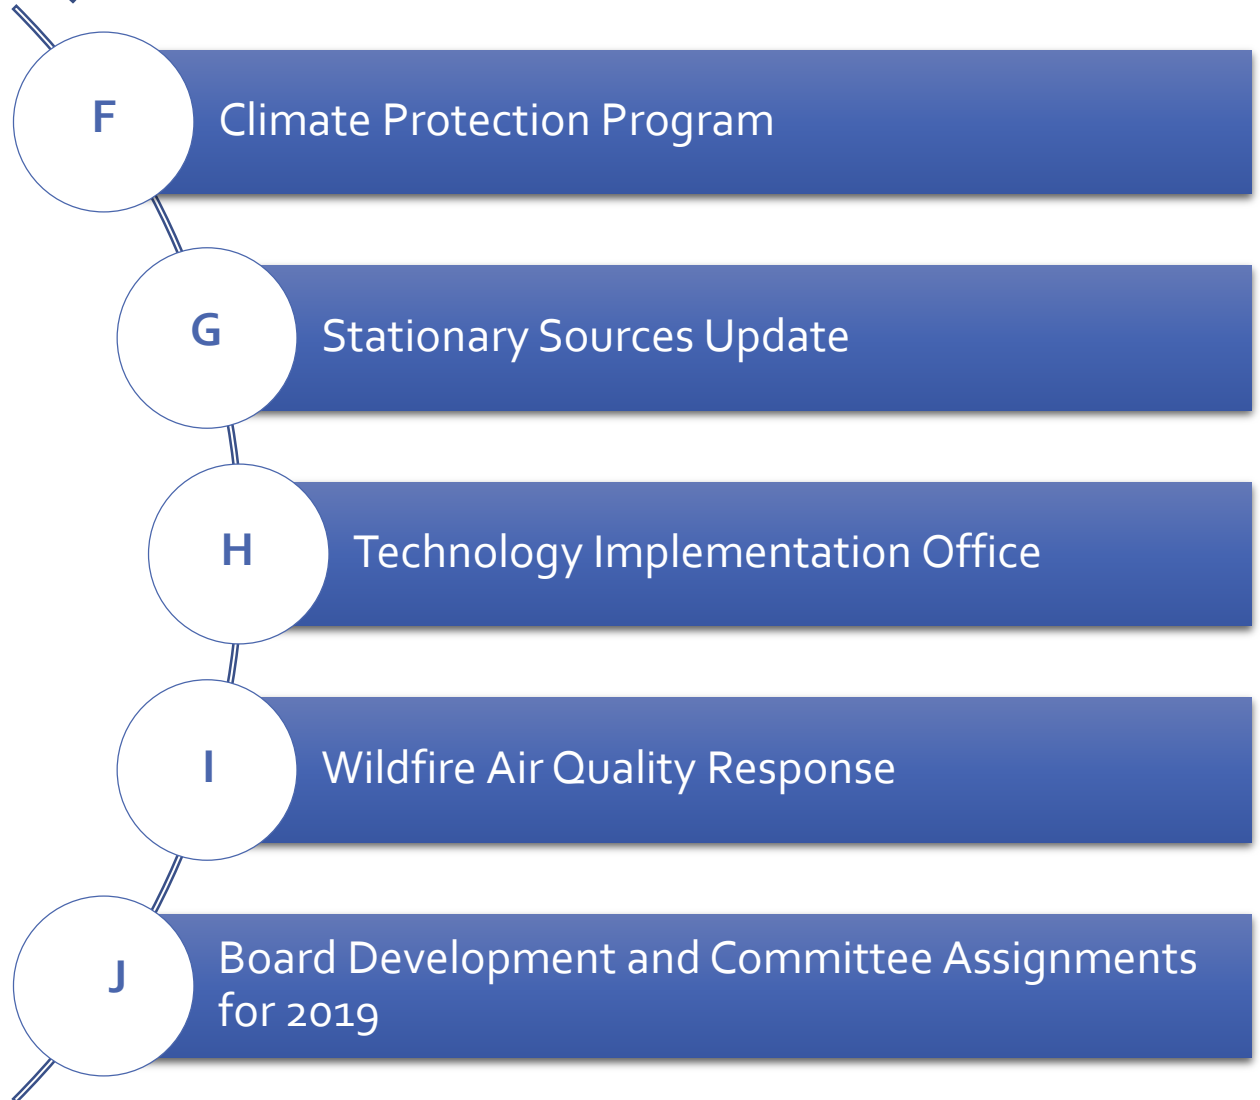 F
Climate Protection Program
G
Stationary Sources Update
H
Technology Implementation Office
I
Wildfire Air Quality Response
J
Board Development and Committee Assignments
for 2019